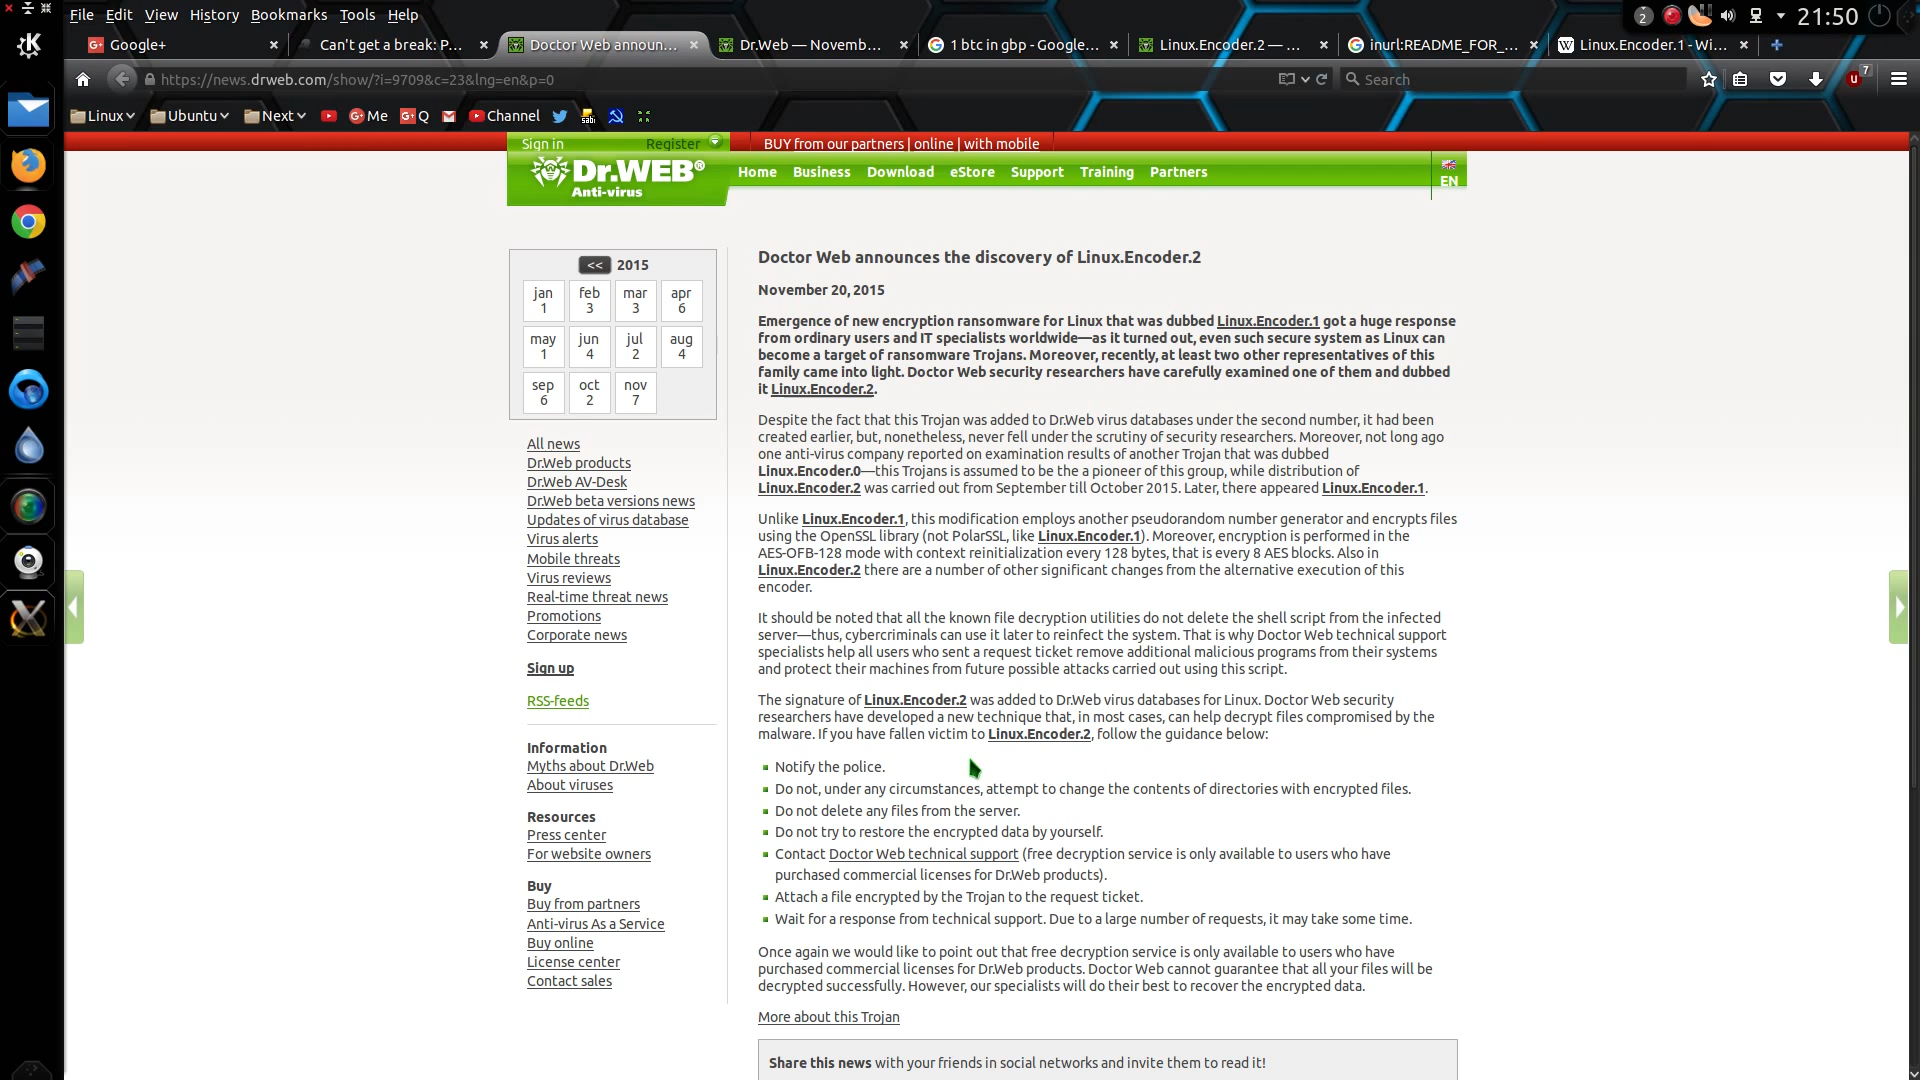 File Edit View History Bookmarks Tools Help
2 21:50
Google+
Can't get a break: P...
Doctor Web announ...
Dr.Web — Novemb...
1 btc in gbp - Google...
Linux.Encoder.2 — ...
inurl:README_FOR_...
Linux.Encoder.1 - Wi...
https://news.drweb.com/show/?i=9709&c=23&lng=en&p=0
Search
7
Linux Ubuntu Next Me Q Channel
Sign in Register
BUY from our partners | online | with mobile
Dr.WEB®
Anti-virus
Home Business Download eStore Support Training Partners
EN
<< 2015
jan feb mar apr
1 3 3 6
may jun jul aug
1 4 2 4
sep oct nov
6 2 7
All news
Dr.Web products
Dr.Web AV-Desk
Dr.Web beta versions news
Updates of virus database
Virus alerts
Mobile threats
Virus reviews
Real-time threat news
Promotions
Corporate news
Sign up
RSS-feeds
Information
Myths about Dr.Web
About viruses
Resources
Press center
For website owners
Buy
Buy from partners
Anti-virus As a Service
Buy online
License center
Contact sales
Doctor Web announces the discovery of Linux.Encoder.2
November 20, 2015
Emergence of new encryption ransomware for Linux that was dubbed Linux.Encoder.1 got a huge response
from ordinary users and IT specialists worldwide—as it turned out, even such secure system as Linux can
become a target of ransomware Trojans. Moreover, recently, at least two other representatives of this
family came into light. Doctor Web security researchers have carefully examined one of them and dubbed
it Linux.Encoder.2.
Despite the fact that this Trojan was added to Dr.Web virus databases under the second number, it had been
created earlier, but, nonetheless, never fell under the scrutiny of security researchers. Moreover, not long ago
one anti-virus company reported on examination results of another Trojan that was dubbed
Linux.Encoder.0—this Trojans is assumed to be the a pioneer of this group, while distribution of
Linux.Encoder.2 was carried out from September till October 2015. Later, there appeared Linux.Encoder.1.
Unlike Linux.Encoder.1, this modification employs another pseudorandom number generator and encrypts files
using the OpenSSL library (not PolarSSL, like Linux.Encoder.1). Moreover, encryption is performed in the
AES-OFB-128 mode with context reinitialization every 128 bytes, that is every 8 AES blocks. Also in
Linux.Encoder.2 there are a number of other significant changes from the alternative execution of this
encoder.
It should be noted that all the known file decryption utilities do not delete the shell script from the infected
server—thus, cybercriminals can use it later to reinfect the system. That is why Doctor Web technical support
specialists help all users who sent a request ticket remove additional malicious programs from their systems
and protect their machines from future possible attacks carried out using this script.
The signature of Linux.Encoder.2 was added to Dr.Web virus databases for Linux. Doctor Web security
researchers have developed a new technique that, in most cases, can help decrypt files compromised by the
malware. If you have fallen victim to Linux.Encoder.2, follow the guidance below:
Notify the police.
Do not, under any circumstances, attempt to change the contents of directories with encrypted files.
Do not delete any files from the server.
Do not try to restore the encrypted data by yourself.
Contact Doctor Web technical support (free decryption service is only available to users who have
purchased commercial licenses for Dr.Web products).
Attach a file encrypted by the Trojan to the request ticket.
Wait for a response from technical support. Due to a large number of requests, it may take some time.
Once again we would like to point out that free decryption service is only available to users who have
purchased commercial licenses for Dr.Web products. Doctor Web cannot guarantee that all your files will be
decrypted successfully. However, our specialists will do their best to recover the encrypted data.
More about this Trojan
Share this news with your friends in social networks and invite them to read it!